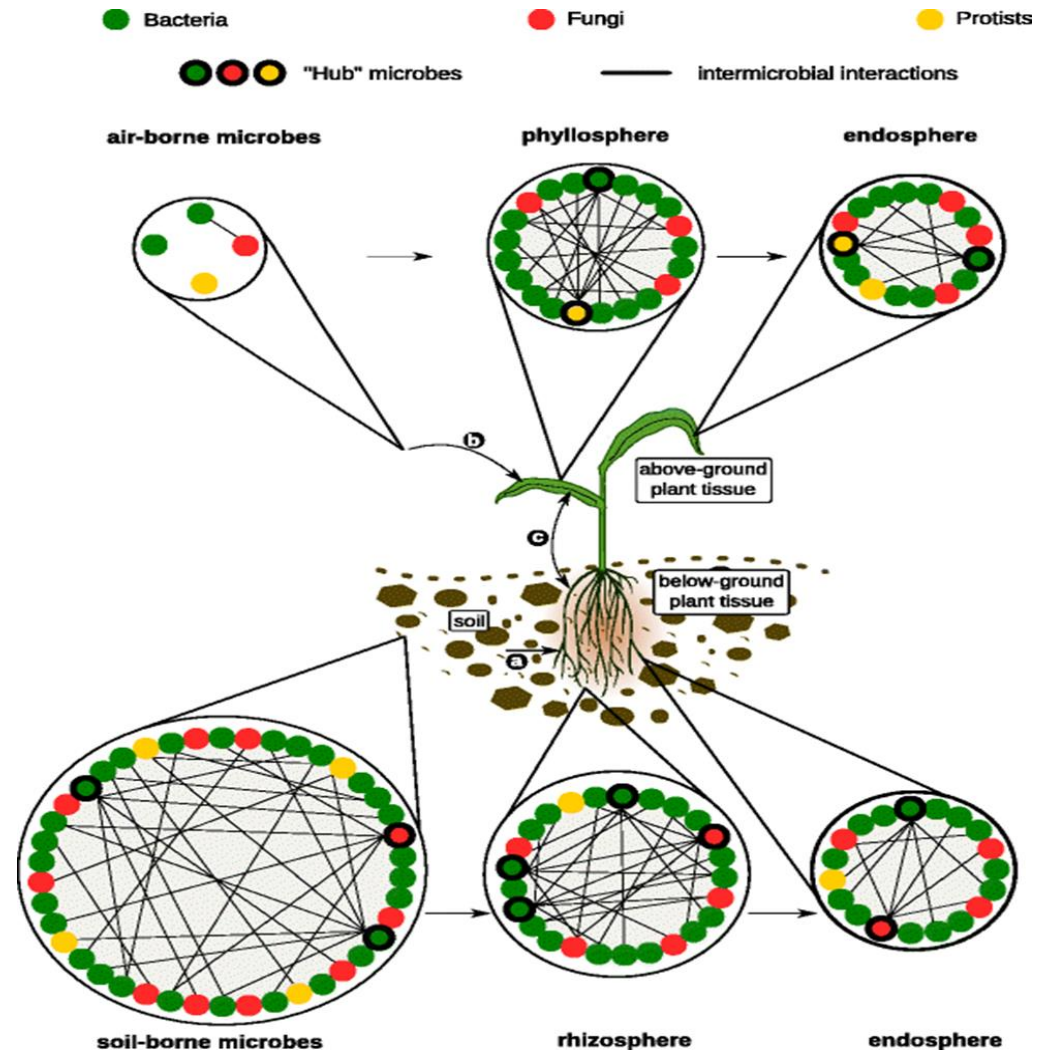 Bacteria
Fungi
Protists
"Hub" microbes
intermicrobial interactions
air-borne microbes
phyllosphere
endosphere
b
above-ground
plant tissue
c
below-ground
plant tissue
soil
a
soil-borne microbes
rhizosphere
endosphere